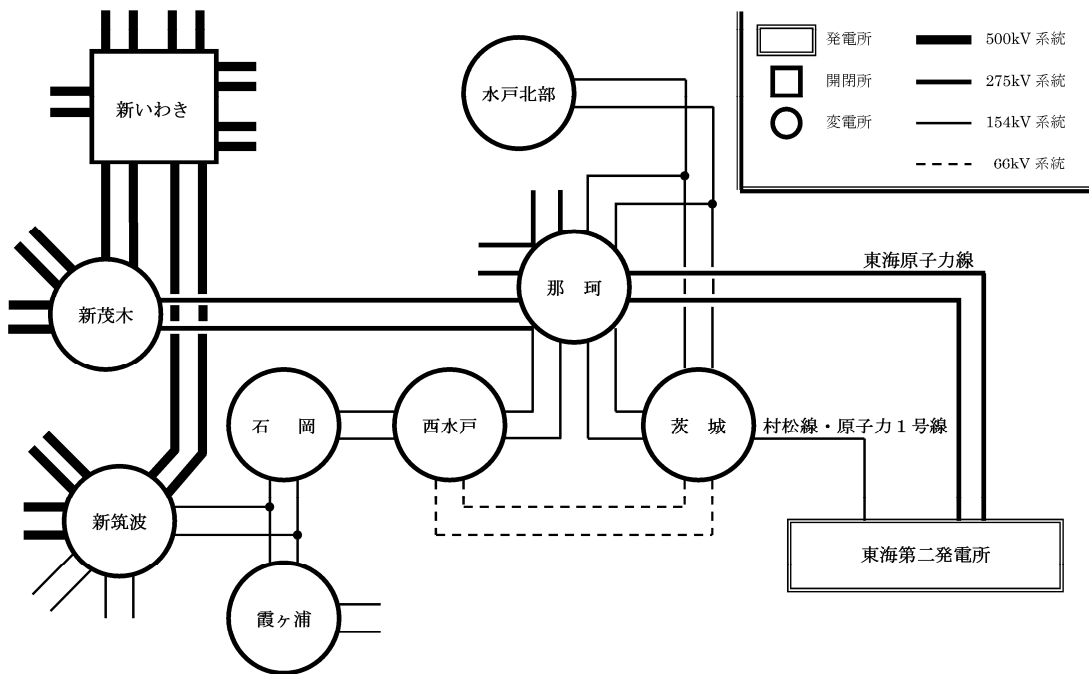 発電所
500kV 系統
開閉所
275kV 系統
変電所
154kV 系統
66kV 系統
新いわき
水戸北部
東海原子力線
那 珂
新茂木
石 岡
西水戸
茨 城
村松線・原子力1号線
新筑波
東海第二発電所
霞ヶ浦